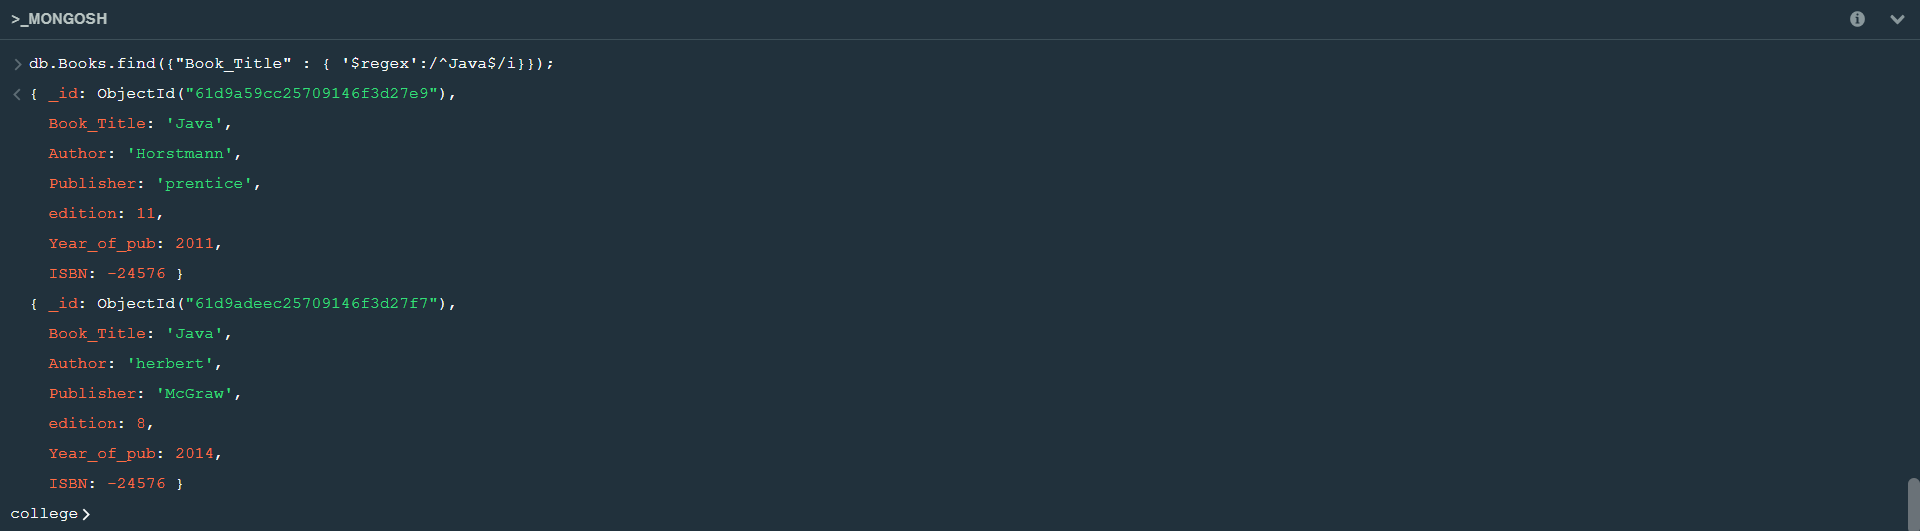 >_MONGOSH
> db.Books.find({"Book_Title" : { '$regex':/^Java$/i}});
< { _id: ObjectId("61d9a59cc25709146f3d27e9"),
Book_Title: 'Java',
Author: 'Horstmann',
Publisher: 'prentice',
edition: 11,
Year_of_pub: 2011,
ISBN: -24576 }
{ _id: ObjectId("61d9adeec25709146f3d27f7"),
Book_Title: 'Java',
Author: 'herbert',
Publisher: 'McGraw',
edition: 8,
Year_of_pub: 2014,
ISBN: -24576 }
college>